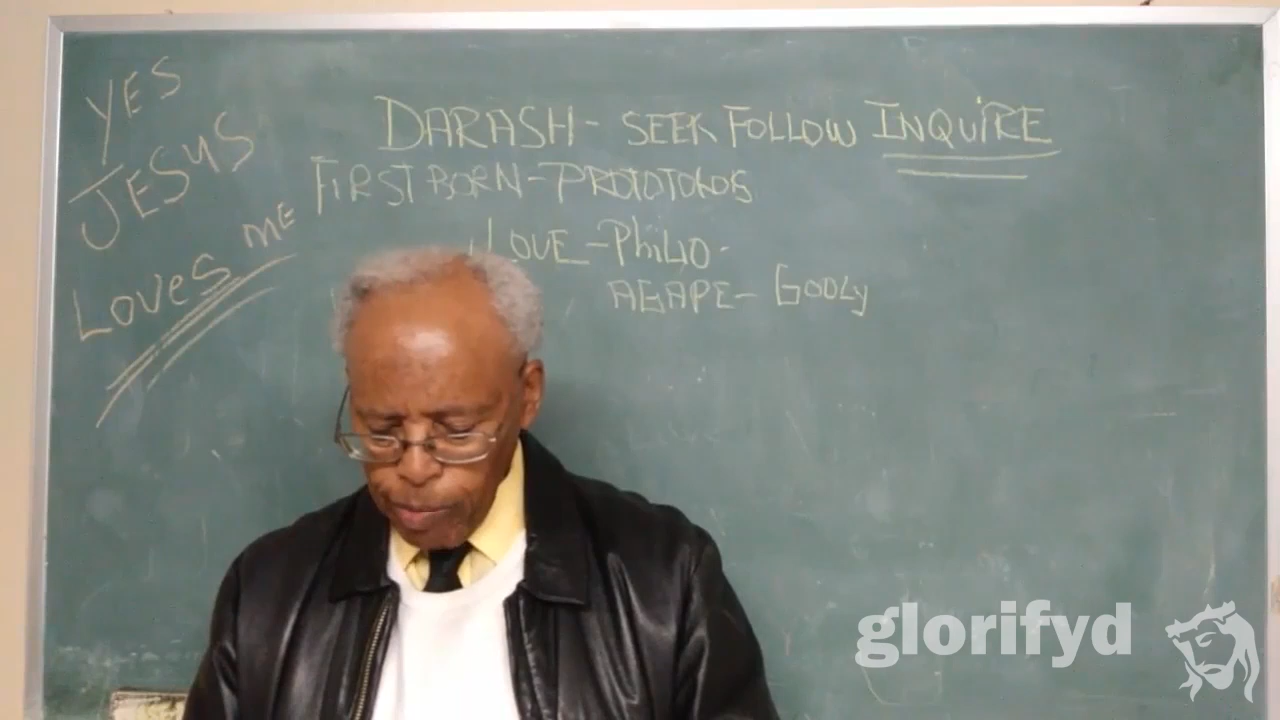 YES
JESUS
LOVES ME
DARASH - SEEK FOLLOW INQUIRE
FIRST BORN - PROTOTOKOS
LOVE - PHILIO -
AGAPE - GODLY
glorifyd